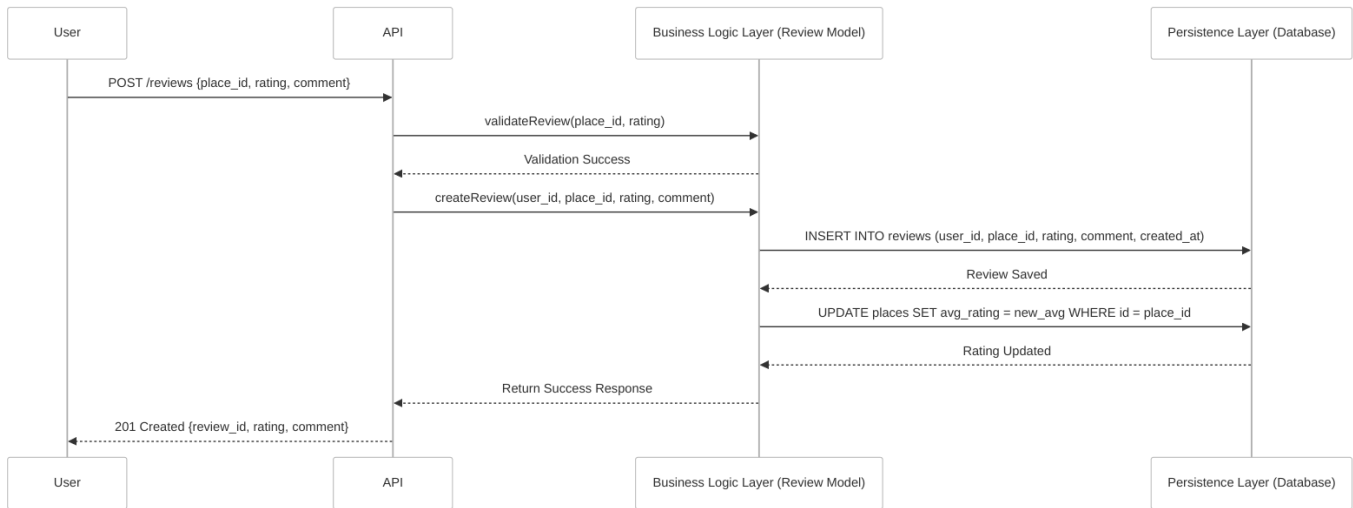 User
API
Business Logic Layer (Review Model)
Persistence Layer (Database)
POST /reviews {place_id, rating, comment}
validateReview(place_id, rating)
Validation Success
createReview(user_id, place_id, rating, comment)
INSERT INTO reviews (user_id, place_id, rating, comment, created_at)
Review Saved
UPDATE places SET avg_rating = new_avg WHERE id = place_id
Rating Updated
Return Success Response
201 Created {review_id, rating, comment}
User
API
Business Logic Layer (Review Model)
Persistence Layer (Database)